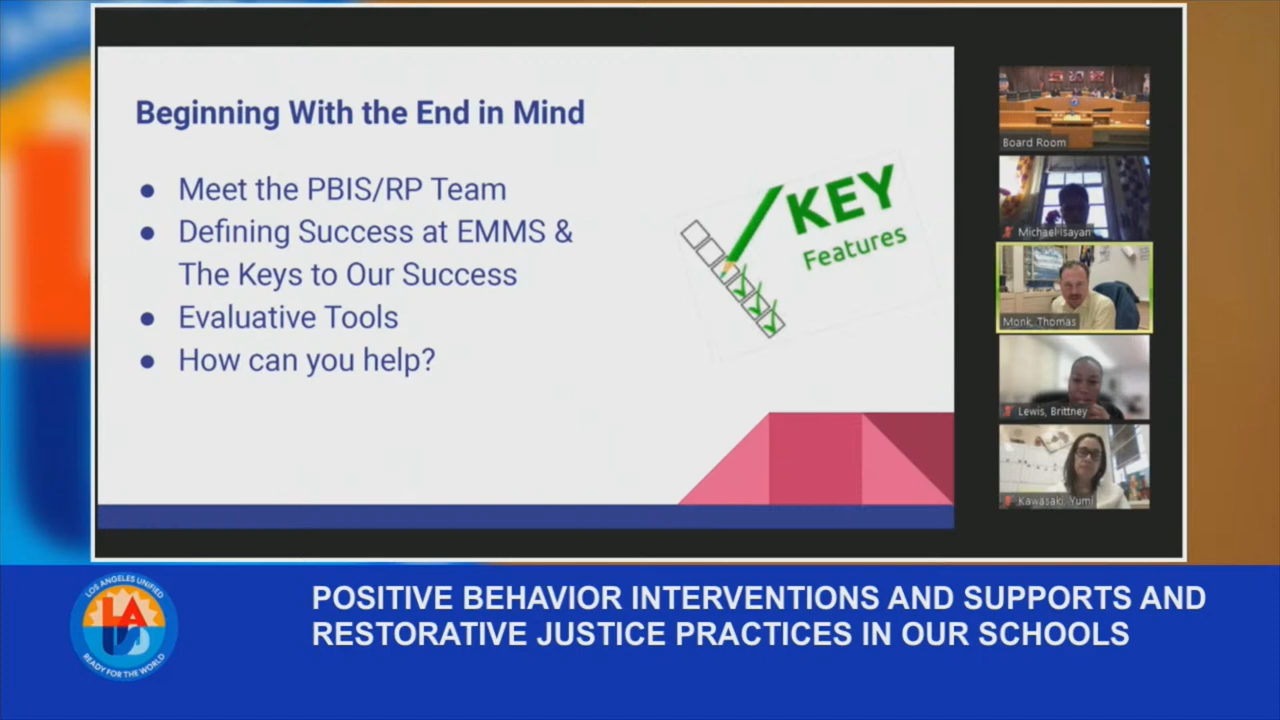 Beginning With the End in Mind
● Meet the PBIS/RP Team
● Defining Success at EMMS &
The Keys to Our Success
● Evaluative Tools
● How can you help?
KEY
Features
Board Room
Michael Isayan
Monk, Thomas
Lewis, Brittney
Kawasaki, Yumi
LOS ANGELES UNIFIED
LA
US
READY FOR THE WORLD
POSITIVE BEHAVIOR INTERVENTIONS AND SUPPORTS AND
RESTORATIVE JUSTICE PRACTICES IN OUR SCHOOLS